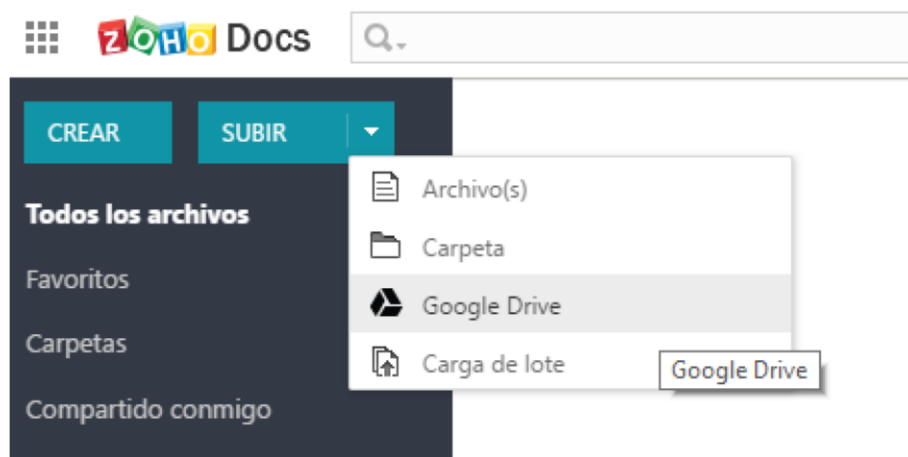 ZOHO Docs
CREAR
SUBIR
Archivo(s)
Todos los archivos
Carpeta
Favoritos
Google Drive
Carpetas
Carga de lote
Google Drive
Compartido conmigo